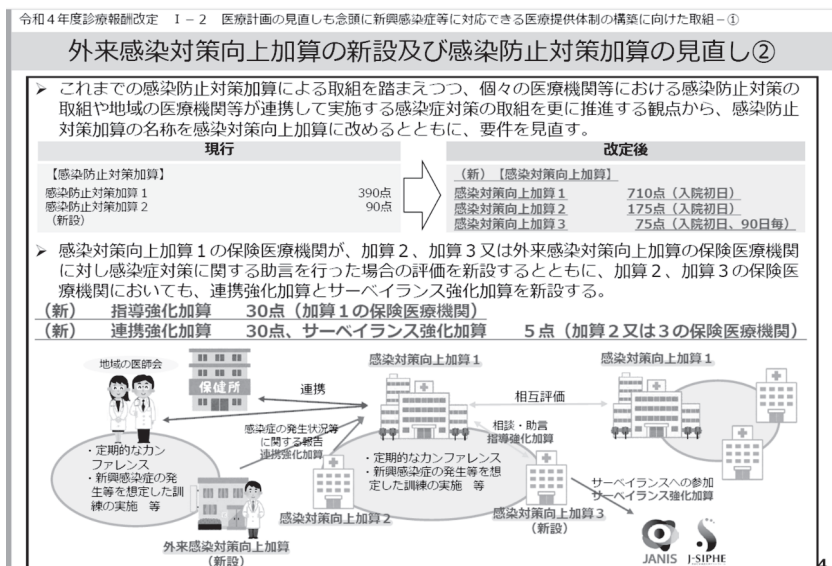 令和４年度診療報酬改定　Ⅰ－２　医療計画の見直しも念頭に新興感染症等に対応できる医療提供体制の構築に向けた取組－①
外来感染対策向上加算の新設及び感染防止対策加算の見直し②
➢ これまでの感染防止対策加算による取組を踏まえつつ、個々の医療機関等における感染防止対策の
取組や地域の医療機関等が連携して実施する感染症対策の取組を更に推進する観点から、感染防止
対策加算の名称を感染対策向上加算に改めるとともに、要件を見直す。
現行
【感染防止対策加算】
感染防止対策加算１ 390点
感染防止対策加算２ 90点
（新設）
改定後
（新）【感染対策向上加算】
感染対策向上加算１ 710点（入院初日）
感染対策向上加算２ 175点（入院初日）
感染対策向上加算３ 75点（入院初日、90日毎）
➢ 感染対策向上加算１の保険医療機関が、加算２、加算３又は外来感染対策向上加算の保険医療機関
に対し感染症対策に関する助言を行った場合の評価を新設するとともに、加算２、加算３の保険医
療機関においても、連携強化加算とサーベイランス強化加算を新設する。
（新）　指導強化加算　30点（加算１の保険医療機関）
（新）　連携強化加算　30点、サーベイランス強化加算　５点（加算２又は３の保険医療機関）
地域の医師会
保健所
連携
感染対策向上加算１
相互評価
感染対策向上加算１
感染症の発生状況等
に関する報告
連携強化加算
相談・助言
指導強化加算
・定期的なカン
ファレンス
・新興感染症の発
生等を想定した訓
練の実施　等
・定期的なカンファレンス
・新興感染症の発生等を想
定した訓練の実施　等
サーベイランスへの参加
サーベイランス強化加算
感染対策向上加算２
感染対策向上加算３
（新設）
外来感染対策向上加算
（新設）
JANIS
J-SIPHE
4